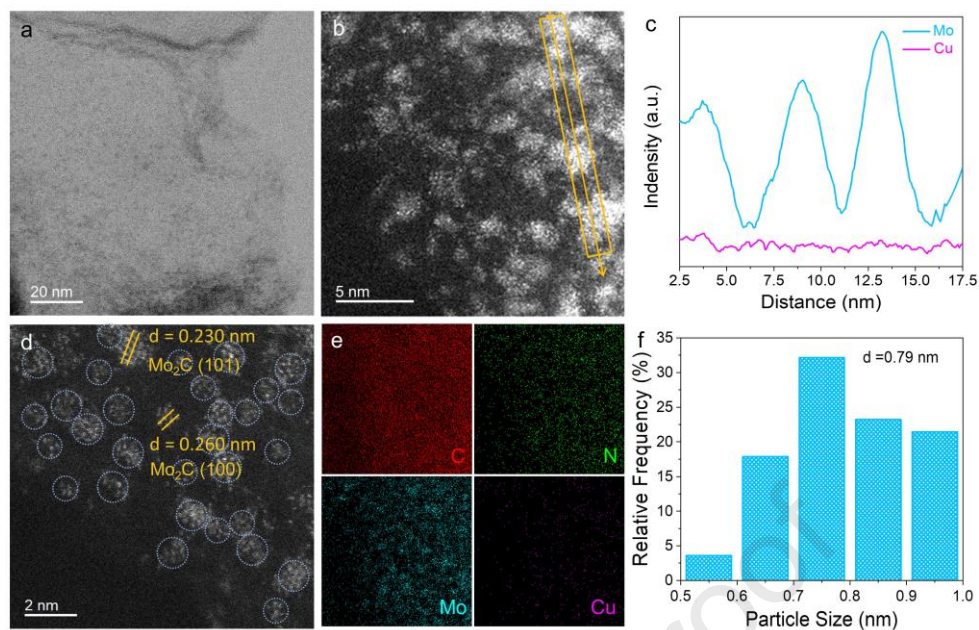 a
20 nm
b
5 nm
c
Mo
Cu
Indensity (a.u.)
2.5 5.0 7.5 10.0 12.5 15.0 17.5
Distance (nm)
d
d = 0.230 nm
Mo₂C (101)
d = 0.260 nm
Mo₂C (100)
2 nm
e
C
N
Mo
Cu
f
d =0.79 nm
Relative Frequency (%)
35
30
25
20
15
10
5
0
0.5 0.6 0.7 0.8 0.9 1.0
Particle Size (nm)
roof